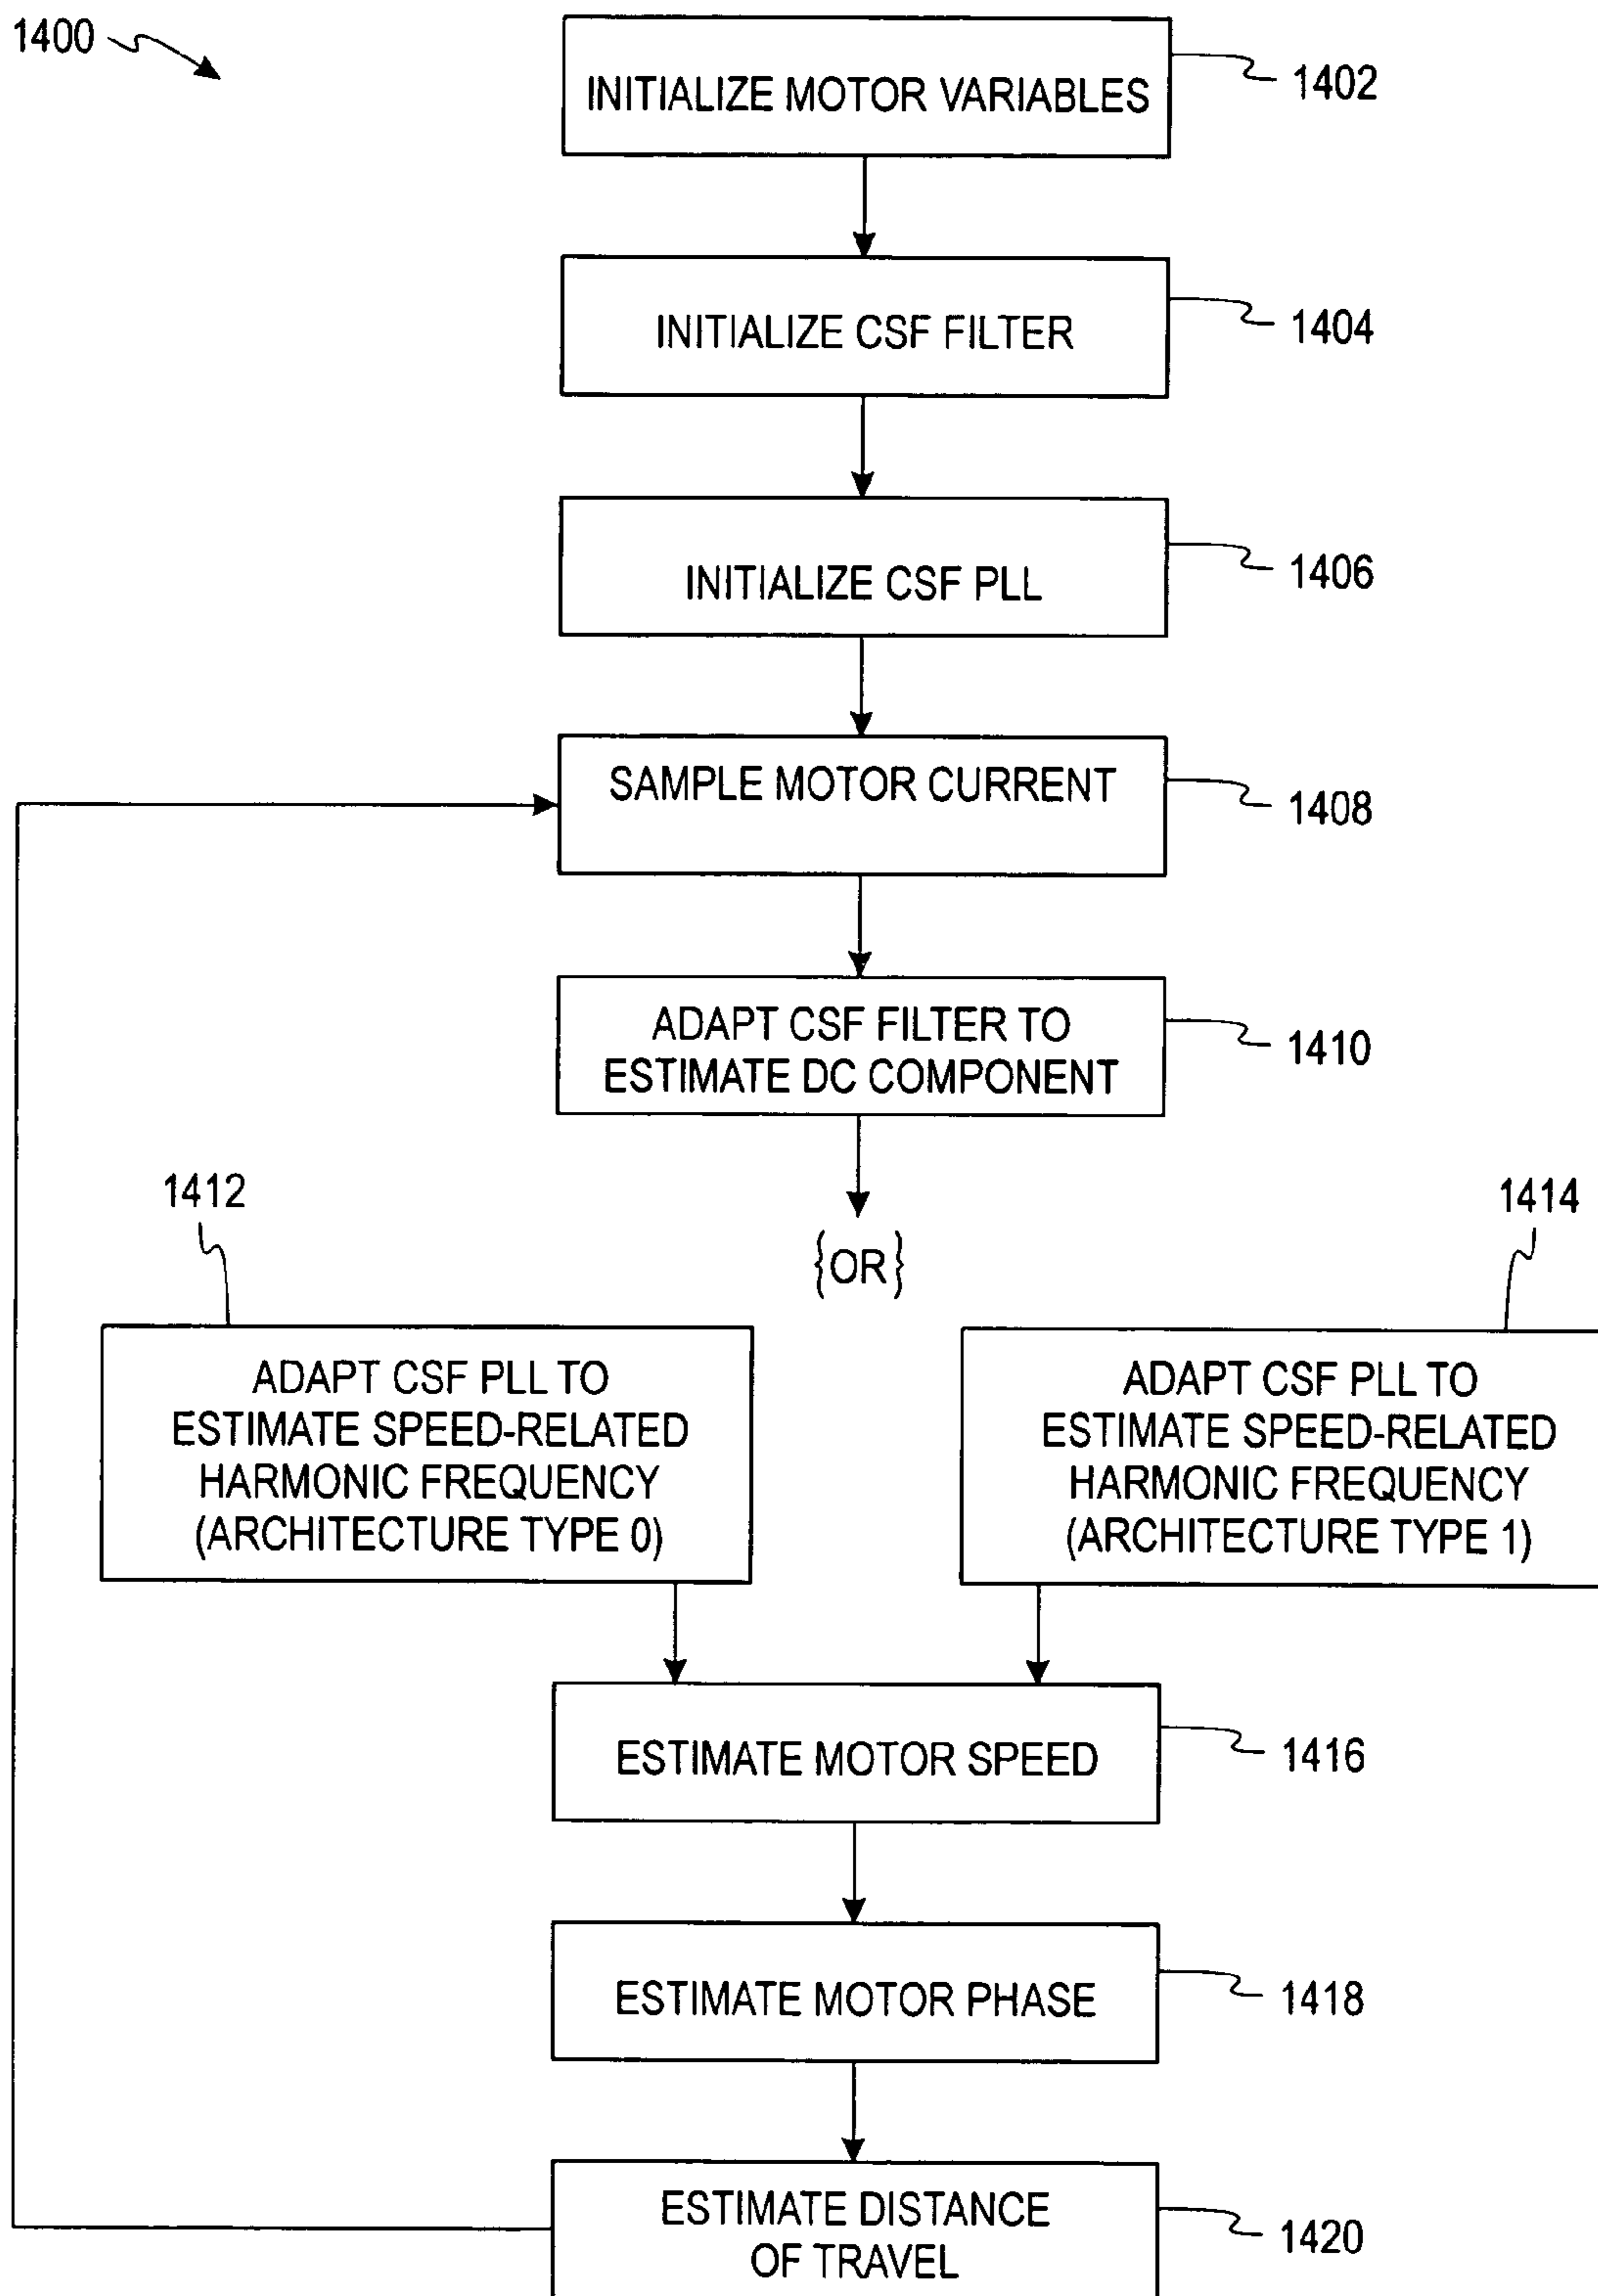 1400
INITIALIZE MOTOR VARIABLES
1402
INITIALIZE CSF FILTER
1404
INITIALIZE CSF PLL
1406
SAMPLE MOTOR CURRENT
1408
ADAPT CSF FILTER TO
ESTIMATE DC COMPONENT
1410
{OR}
1412
ADAPT CSF PLL TO
ESTIMATE SPEED-RELATED
HARMONIC FREQUENCY
(ARCHITECTURE TYPE 0)
1414
ADAPT CSF PLL TO
ESTIMATE SPEED-RELATED
HARMONIC FREQUENCY
(ARCHITECTURE TYPE 1)
ESTIMATE MOTOR SPEED
1416
ESTIMATE MOTOR PHASE
1418
ESTIMATE DISTANCE
OF TRAVEL
1420